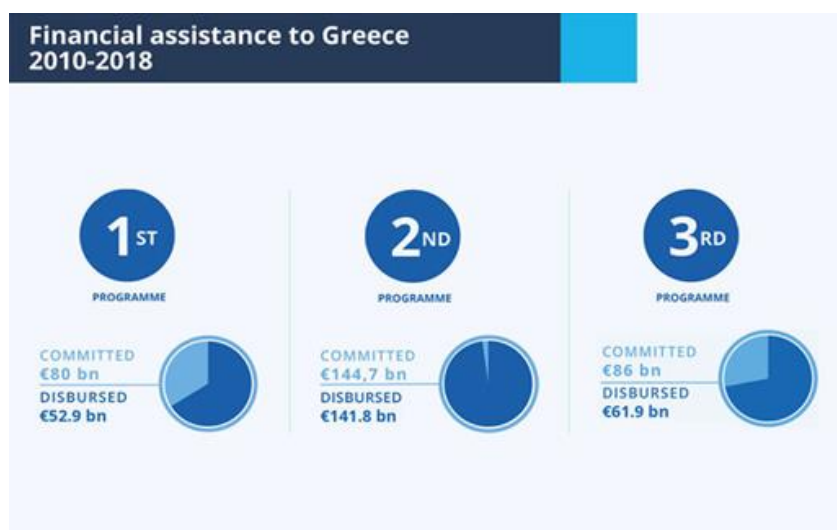 Financial assistance to Greece
2010-2018
1ST
PROGRAMME
COMMITTED
€80 bn
DISBURSED
€52.9 bn
2ND
PROGRAMME
COMMITTED
€144,7 bn
DISBURSED
€141.8 bn
3RD
PROGRAMME
COMMITTED
€86 bn
DISBURSED
€61.9 bn